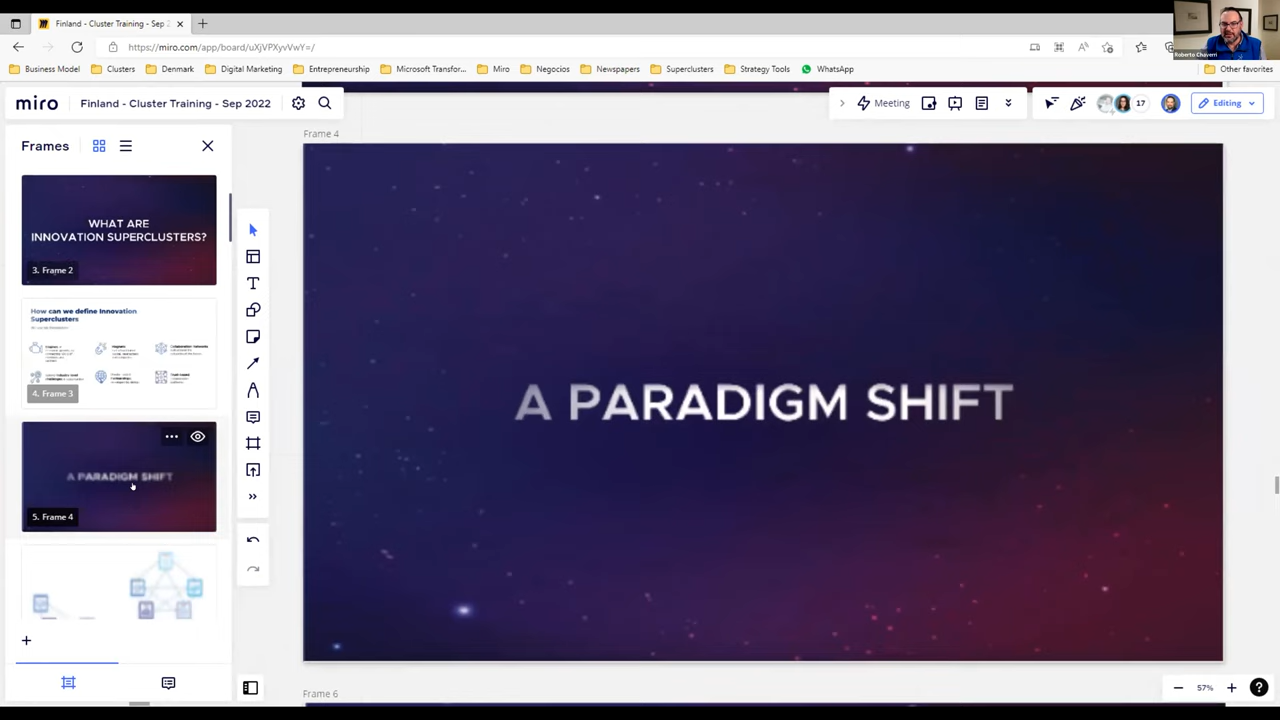 Finland - Cluster Training - Sep 2
https://miro.com/app/board/uXjVPXyvVwY=/
Roberto Chaverri
Business Model
Clusters
Denmark
Digital Marketing
Entrepreneurship
Microsoft Transfor...
Miro
Negocios
Newspapers
Superclusters
Strategy Tools
WhatsApp
Other favorites
miro
Finland - Cluster Training - Sep 2022
Meeting
17
Editing
Frames
Frame 4
WHAT ARE
INNOVATION SUPERCLUSTERS?
3. Frame 2
How can we define Innovation
Superclusters
4. Frame 3
A PARADIGM SHIFT
5. Frame 4
A PARADIGM SHIFT
Frame 6
57%